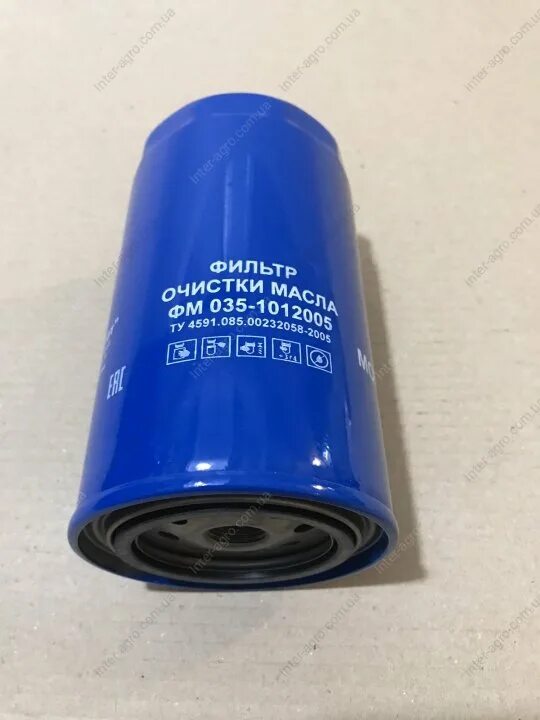 ФИЛЬТР
ОЧИСТКИ МАСЛА
ФМ 035-1012005
ТУ 4591.085.00232058-2005
EAC
inter-agro.com.ua